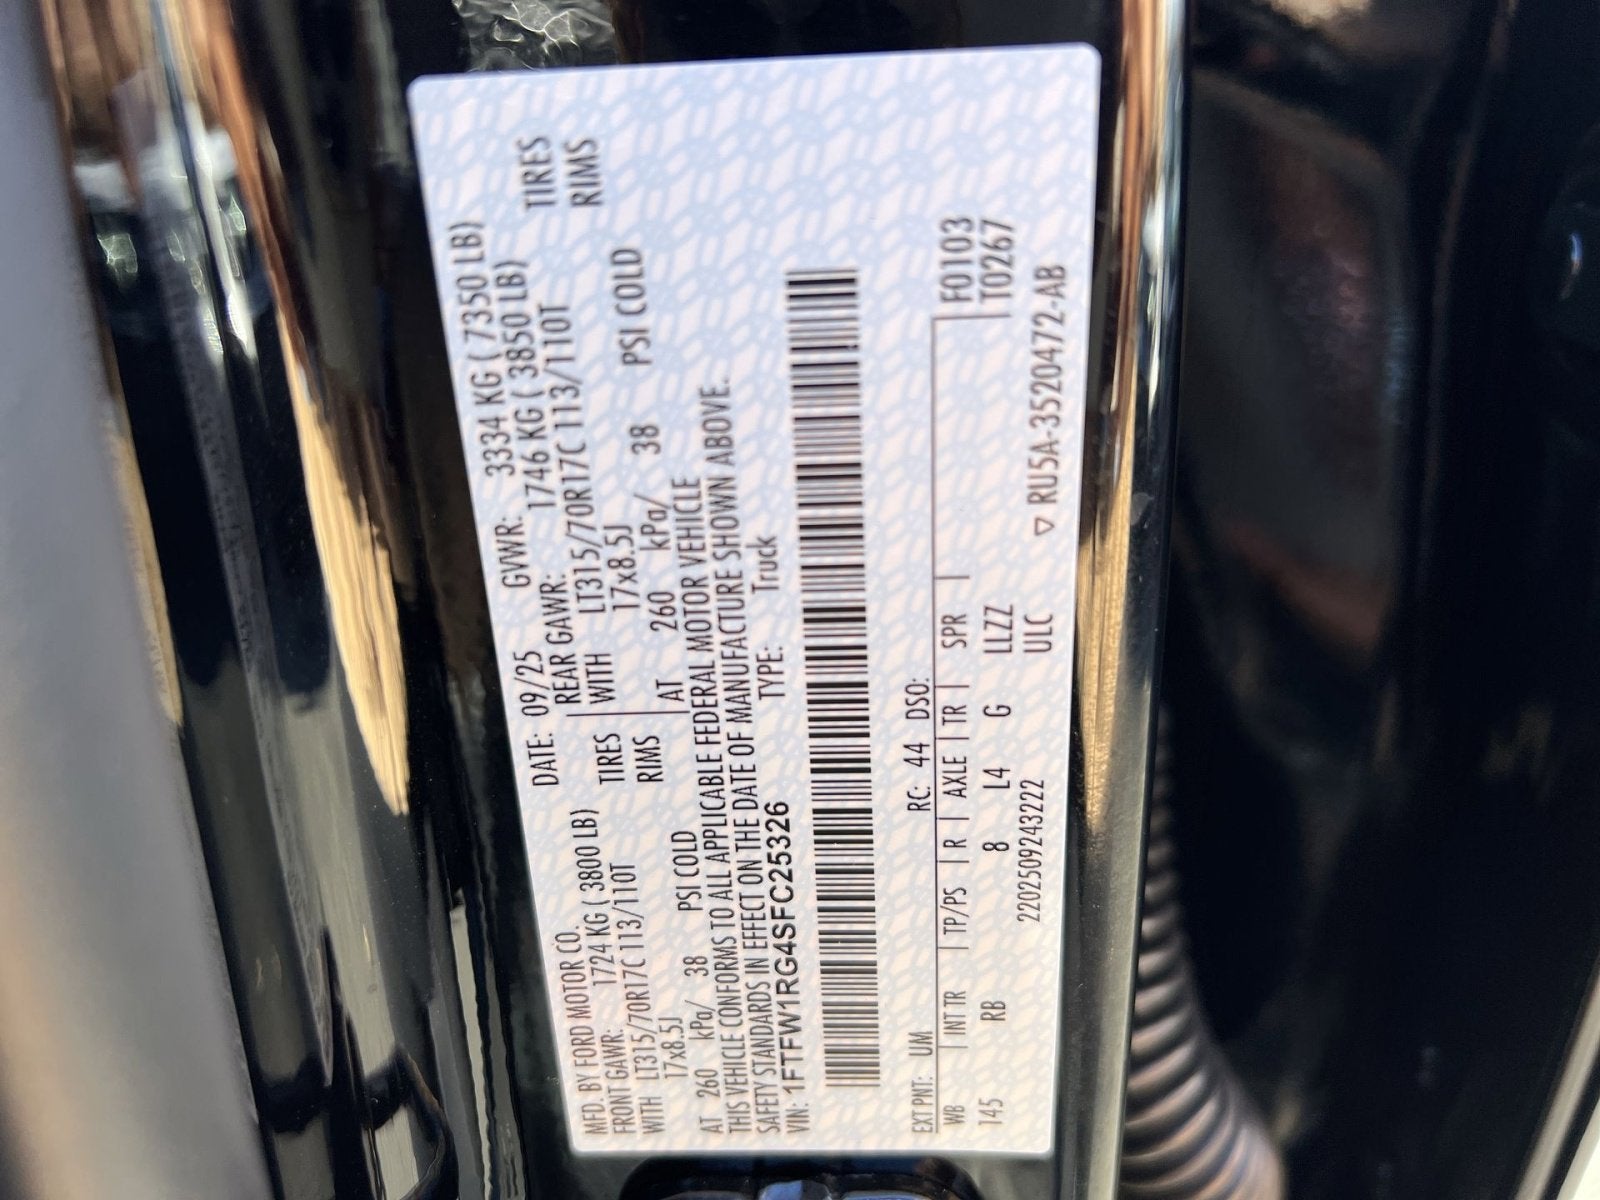 MFD. BY FORD MOTOR CO.
DATE: 09/25 GVWR: 3334 KG ( 7350 LB)
FRONT GAWR: 1724 KG ( 3800 LB)
REAR GAWR: 1746 KG ( 3850 LB)
WITH LT315/70R17C 113/110T TIRES
WITH LT315/70R17C 113/110T TIRES
17x8.5J RIMS
17x8.5J RIMS
AT 260 kPa/ 38 PSI COLD
AT 260 kPa/ 38 PSI COLD
THIS VEHICLE CONFORMS TO ALL APPLICABLE FEDERAL MOTOR VEHICLE
SAFETY STANDARDS IN EFFECT ON THE DATE OF MANUFACTURE SHOWN ABOVE.
VIN: 1FTFW1RG4SFC25326 TYPE: Truck
EXT PNT: UM RC: 44 DSO: F0103
WB | INT TR | TP/PS | R | AXLE | TR | SPR | T0267
145 RB 8 L4 G LLZZ
2202509243222 ULC ▽ RU5A-3520472-AB